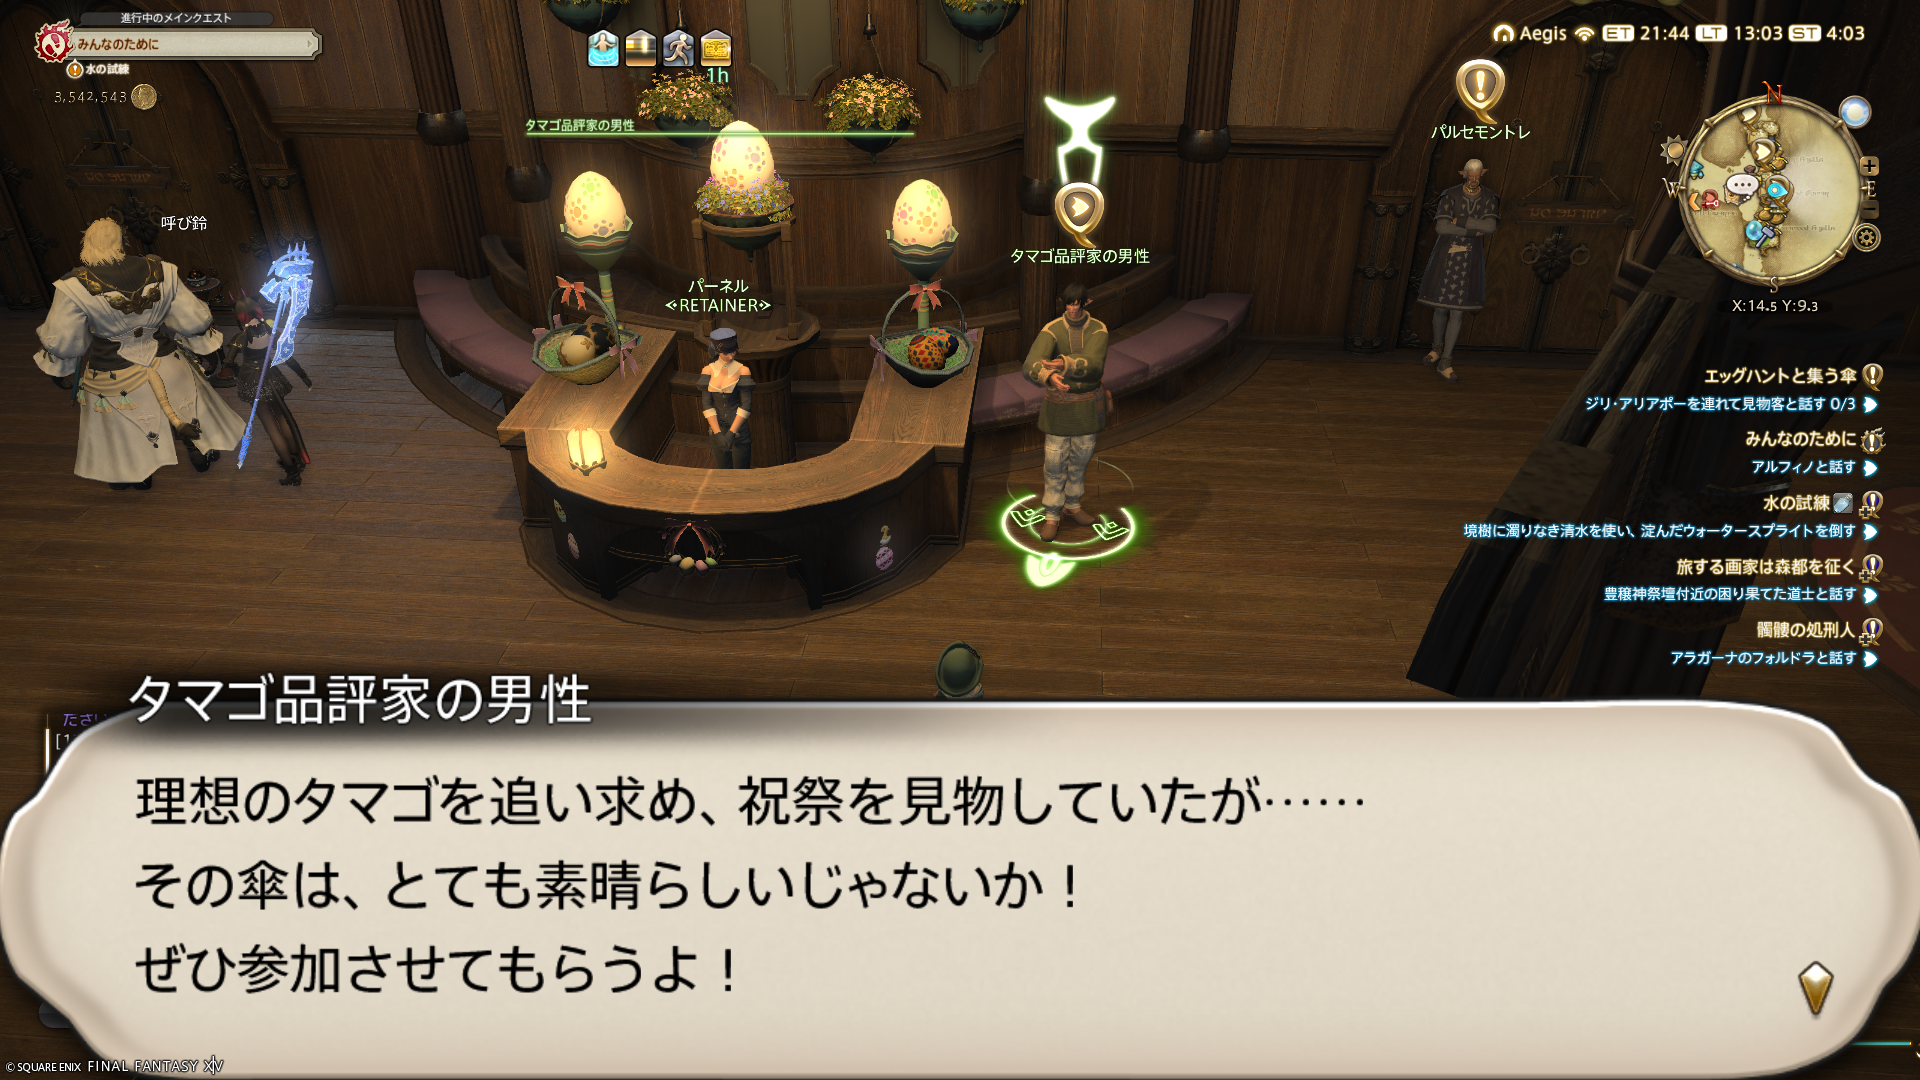 進行中のメインクエスト
みんなのために
水の試練
3,542,543
1h
Aegis ET 21:44 LT 13:03 ST 4:03
タマゴ品評家の男性
パルセモントレ
呼び鈴
タマゴ品評家の男性
パーネル
RETAINER
N
W
E
S
X:14.5 Y:9.3
エッグハントと集う傘
ジリ・アリアポーを連れて見物客と話す 0/3
みんなのために
アルフィノと話す
水の試練
境樹に濁りなき清水を使い、淀んだウォータースプライトを倒す
旅する画家は森都を征く
豊穣神祭壇付近の困り果てた道士と話す
髑髏の処刑人
アラガーナのフォルドラと話す
タマゴ品評家の男性
理想のタマゴを追い求め、祝祭を見物していたが……
その傘は、とても素晴らしいじゃないか！
ぜひ参加させてもらうよ！
© SQUARE ENIX FINAL FANTASY XIV